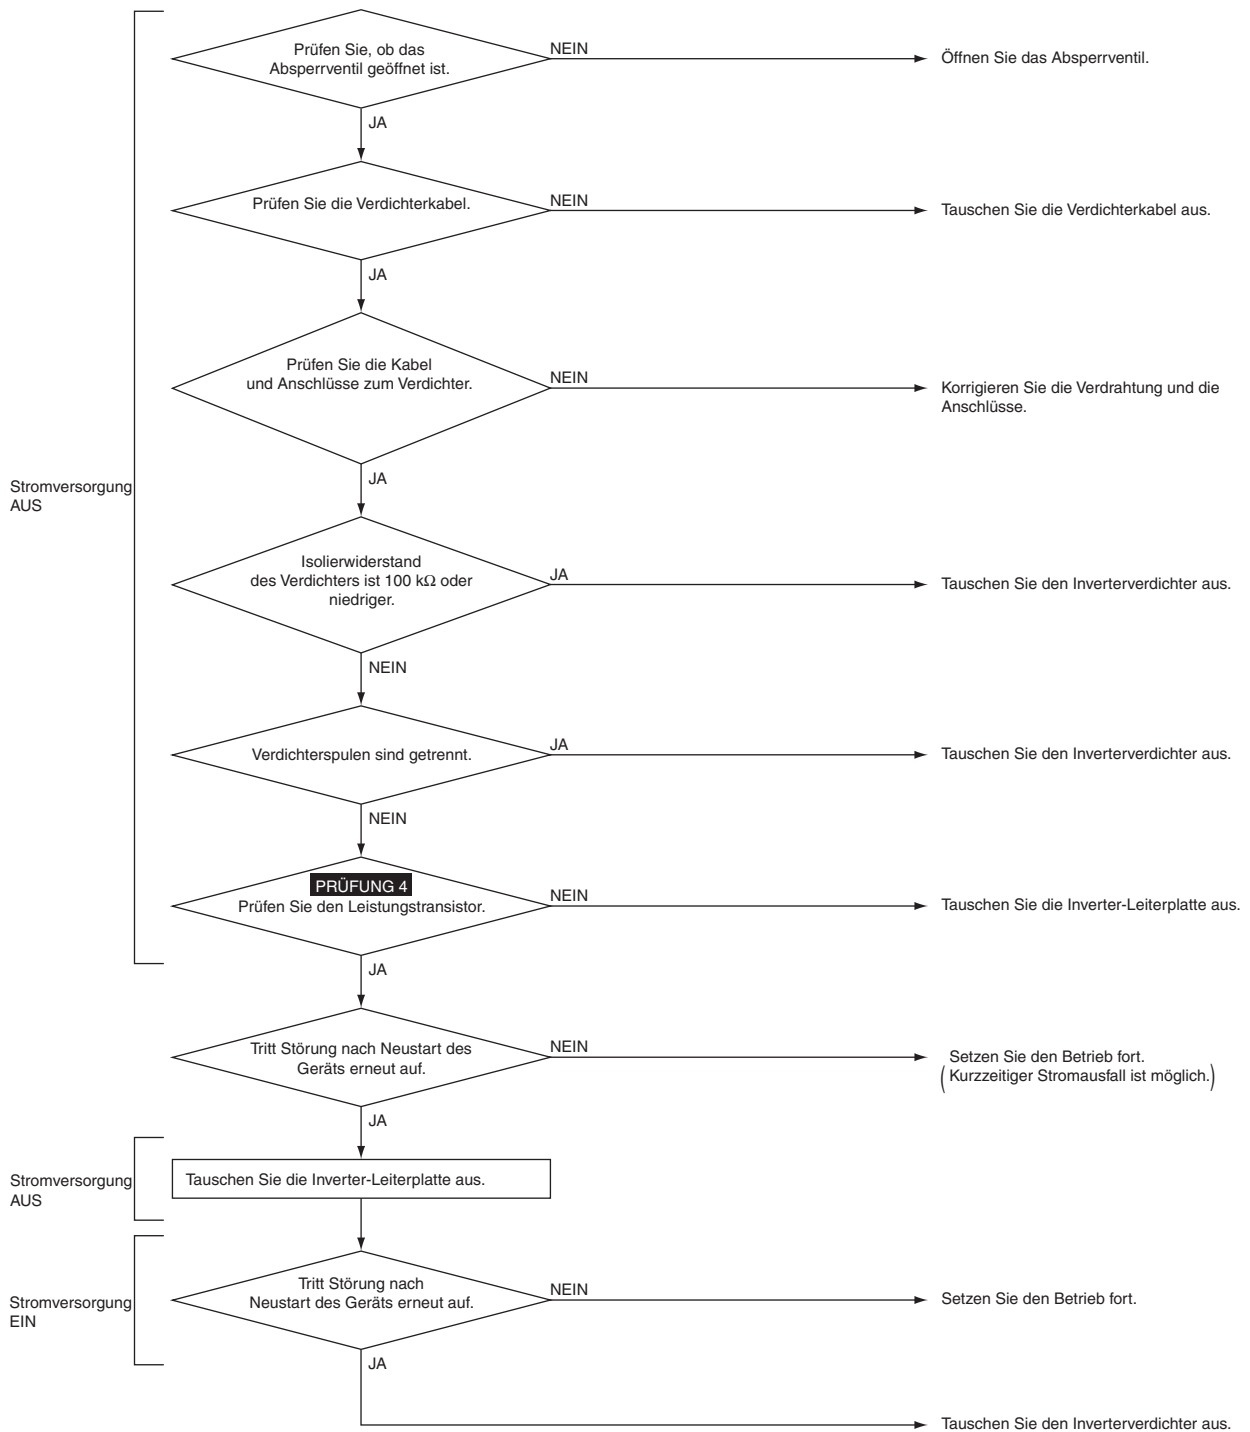 Prüfen Sie, ob das
Absperrventil geöffnet ist.
NEIN
Öffnen Sie das Absperrventil.
JA
Prüfen Sie die Verdichterkabel.
NEIN
Tauschen Sie die Verdichterkabel aus.
JA
Prüfen Sie die Kabel
und Anschlüsse zum Verdichter.
NEIN
Korrigieren Sie die Verdrahtung und die
Anschlüsse.
JA
Stromversorgung
AUS
Isolierwiderstand
des Verdichters ist 100 kΩ oder
niedriger.
JA
Tauschen Sie den Inverterverdichter aus.
NEIN
Verdichterspulen sind getrennt.
JA
Tauschen Sie den Inverterverdichter aus.
NEIN
PRÜFUNG 4
Prüfen Sie den Leistungstransistor.
NEIN
Tauschen Sie die Inverter-Leiterplatte aus.
JA
Tritt Störung nach Neustart des
Geräts erneut auf.
NEIN
Setzen Sie den Betrieb fort.
(Kurzzeitiger Stromausfall ist möglich.)
JA
Stromversorgung
AUS
Tauschen Sie die Inverter-Leiterplatte aus.
Stromversorgung
EIN
Tritt Störung nach
Neustart des Geräts erneut auf.
NEIN
Setzen Sie den Betrieb fort.
JA
Tauschen Sie den Inverterverdichter aus.